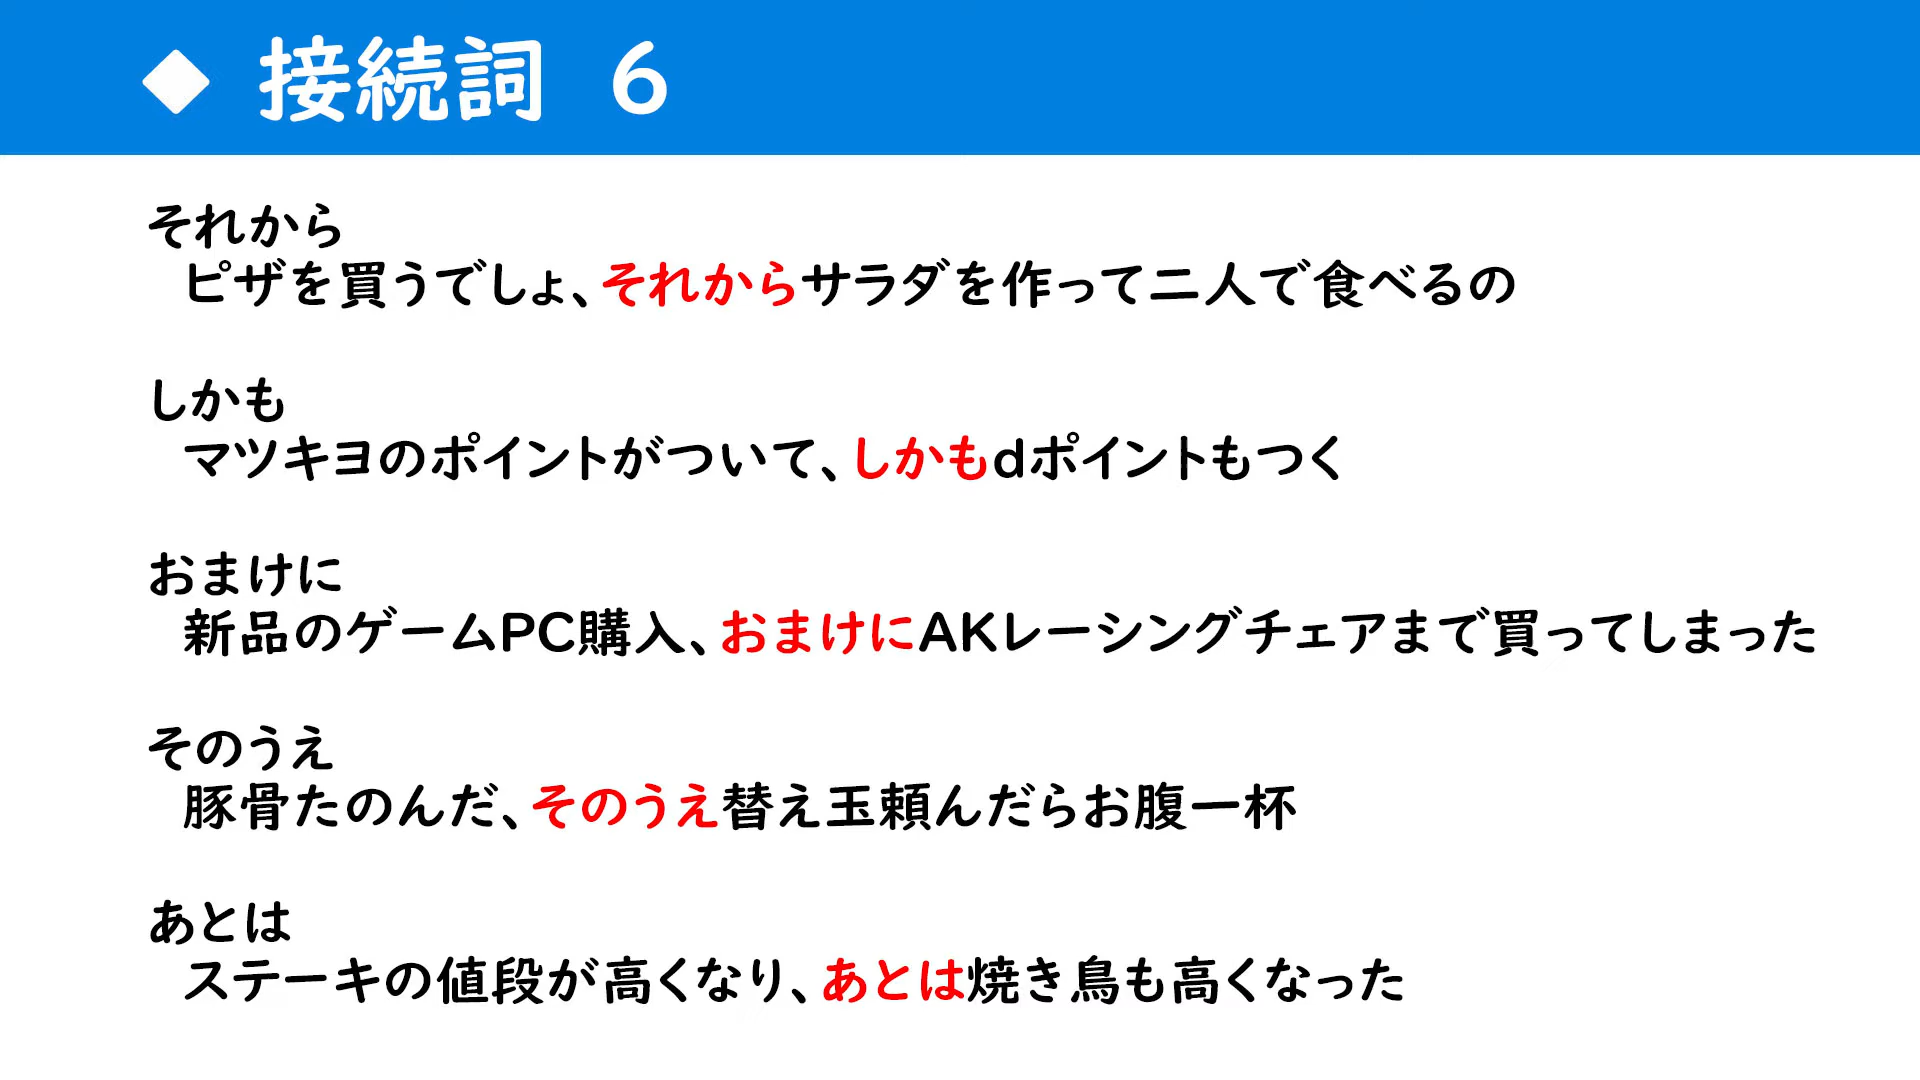 ◆ 接続詞 6
それから
ピザを買うでしょ、それからサラダを作って二人で食べるの
しかも
マツキヨのポイントがついて、しかもdポイントもつく
おまけに
新品のゲームPC購入、おまけにAKレーシングチェアまで買ってしまった
そのうえ
豚骨たのんだ、そのうえ替え玉頼んだらお腹一杯
あとは
ステーキの値段が高くなり、あとは焼き鳥も高くなった